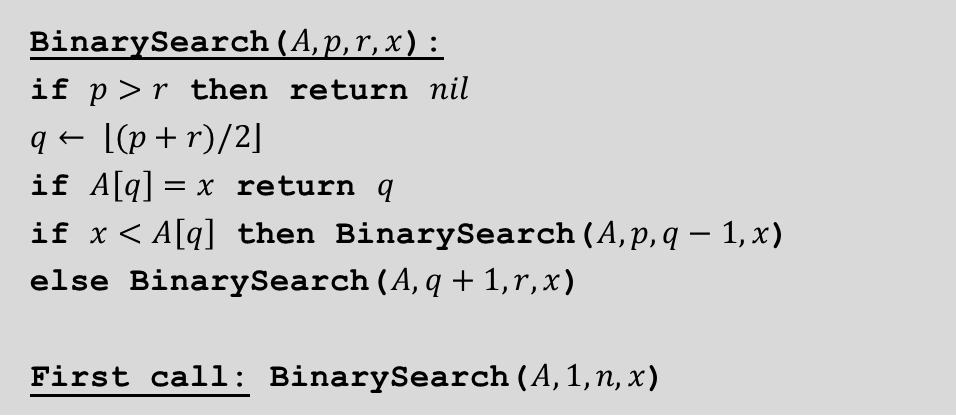 BinarySearch(A,p,r,x):
if p > r then return nil
q ← ⌊(p + r)/2⌋
if A[q] = x return q
if x < A[q] then BinarySearch(A,p,q − 1,x)
else BinarySearch(A,q + 1,r,x)
First call: BinarySearch(A,1,n,x)